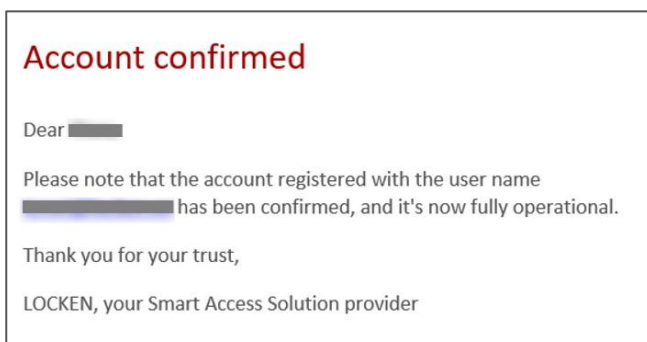 Account confirmed
Dear
Please note that the account registered with the user name
has been confirmed, and it's now fully operational.
Thank you for your trust,
LOCKEN, your Smart Access Solution provider